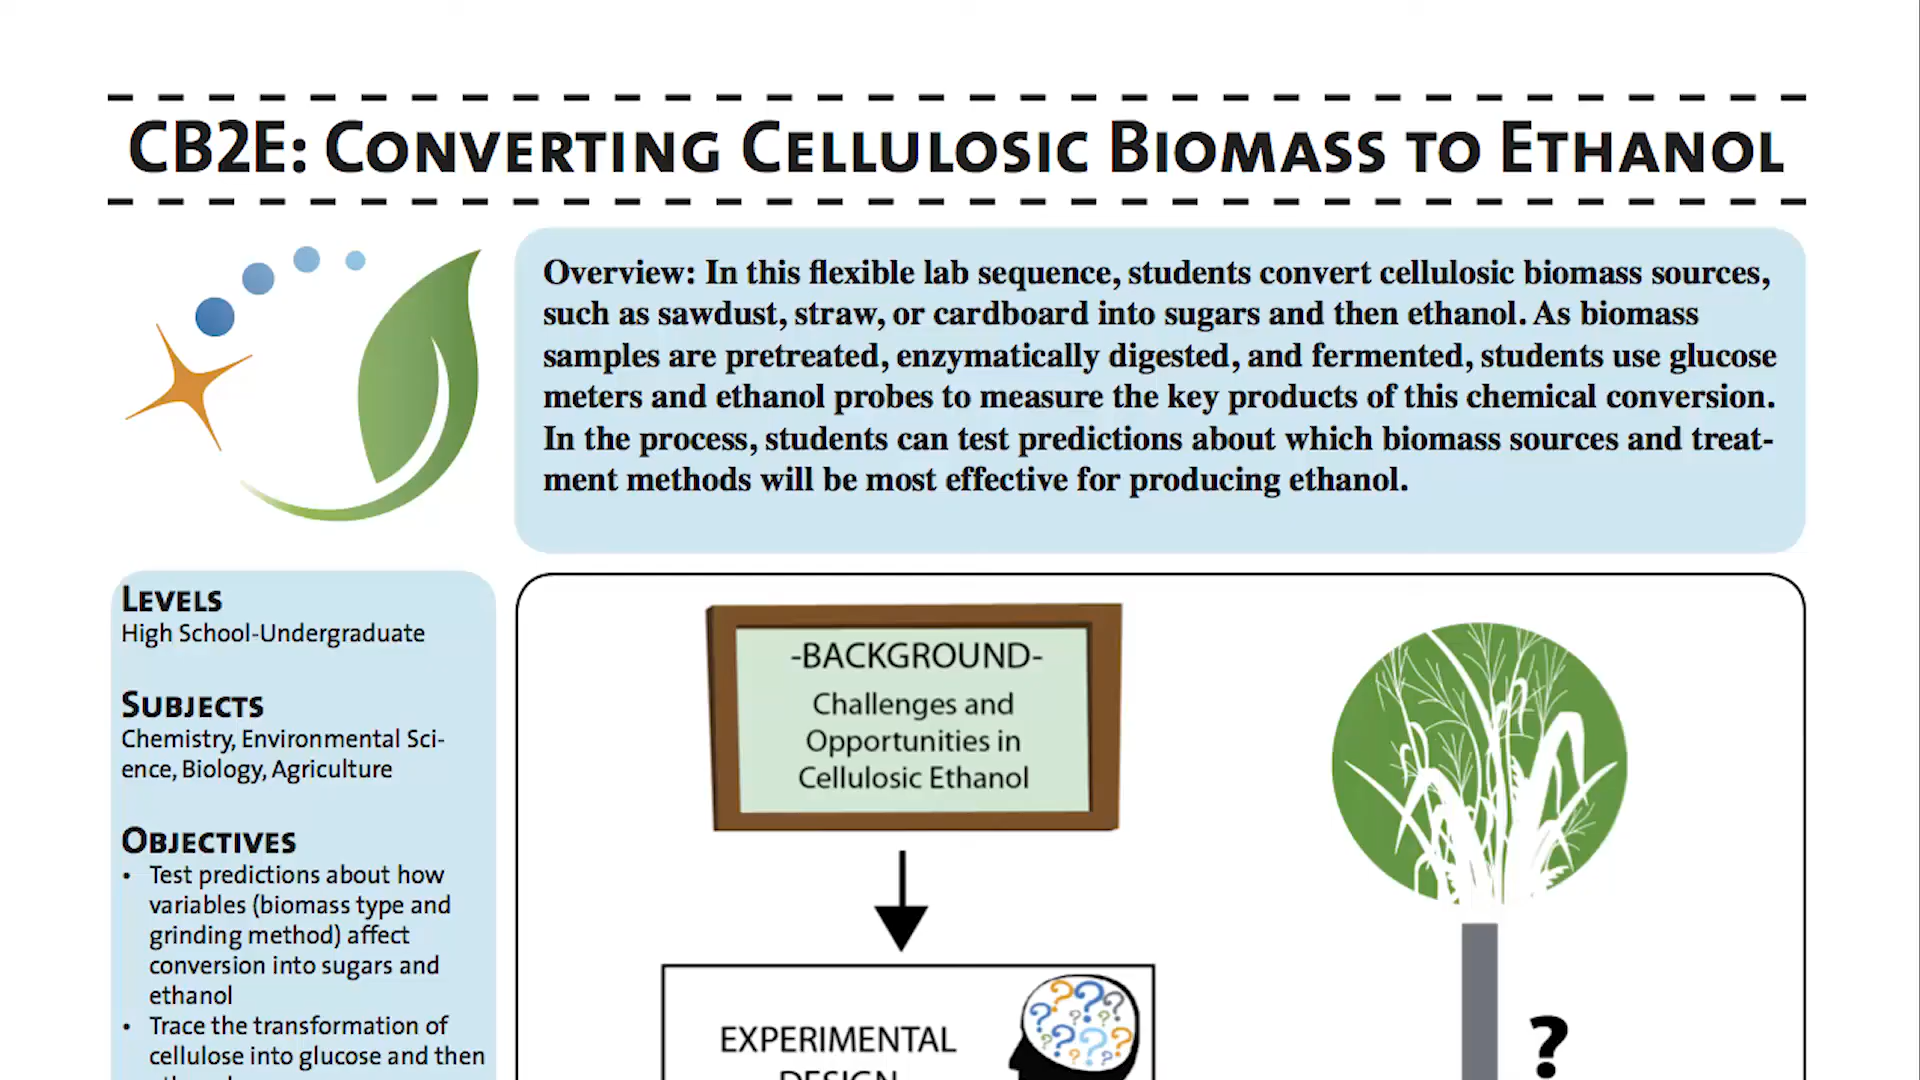 CB2E: Converting Cellulosic Biomass to Ethanol
Overview: In this flexible lab sequence, students convert cellulosic biomass sources,
such as sawdust, straw, or cardboard into sugars and then ethanol. As biomass
samples are pretreated, enzymatically digested, and fermented, students use glucose
meters and ethanol probes to measure the key products of this chemical conversion.
In the process, students can test predictions about which biomass sources and treat-
ment methods will be most effective for producing ethanol.
Levels
High School-Undergraduate
Subjects
Chemistry, Environmental Sci-
ence, Biology, Agriculture
Objectives
• Test predictions about how
variables (biomass type and
grinding method) affect
conversion into sugars and
ethanol
• Trace the transformation of
cellulose into glucose and then
-BACKGROUND-
Challenges and
Opportunities in
Cellulosic Ethanol
EXPERIMENTAL
DESIGN
?